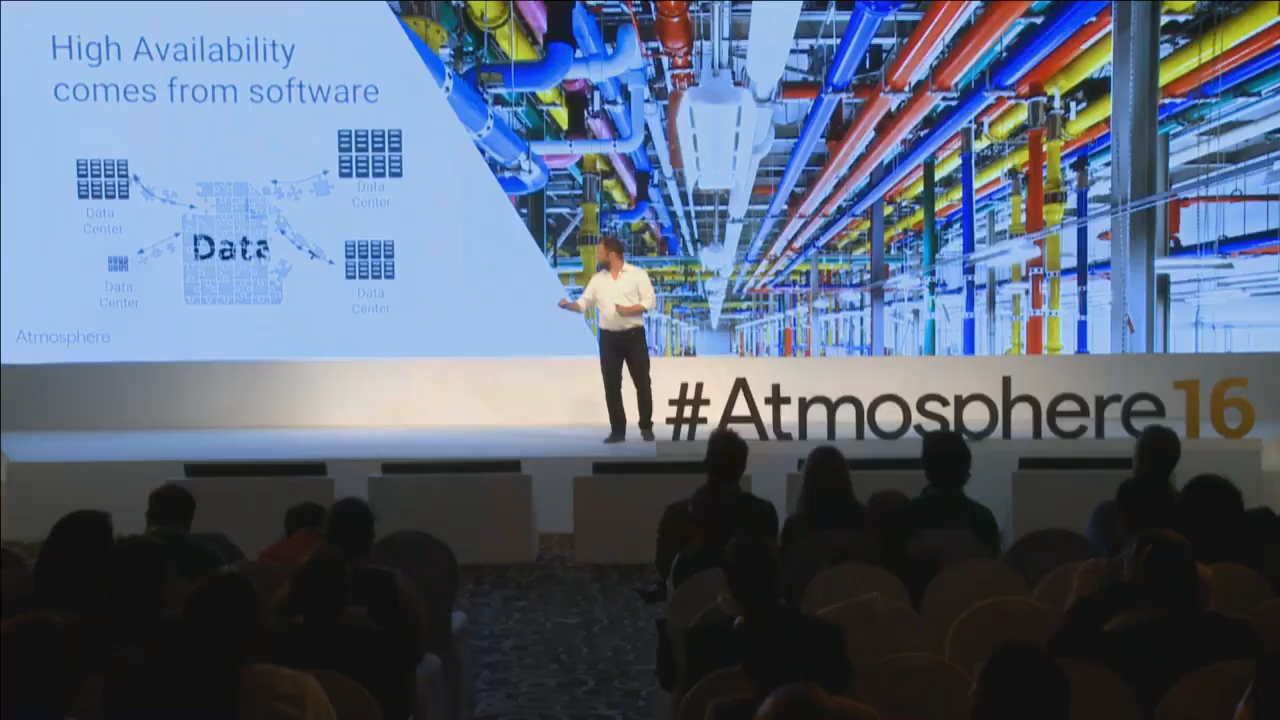 High Availability
comes from software
Data
Center
Data
Center
Data
Data
Center
Data
Center
Atmosphere
#Atmosphere16